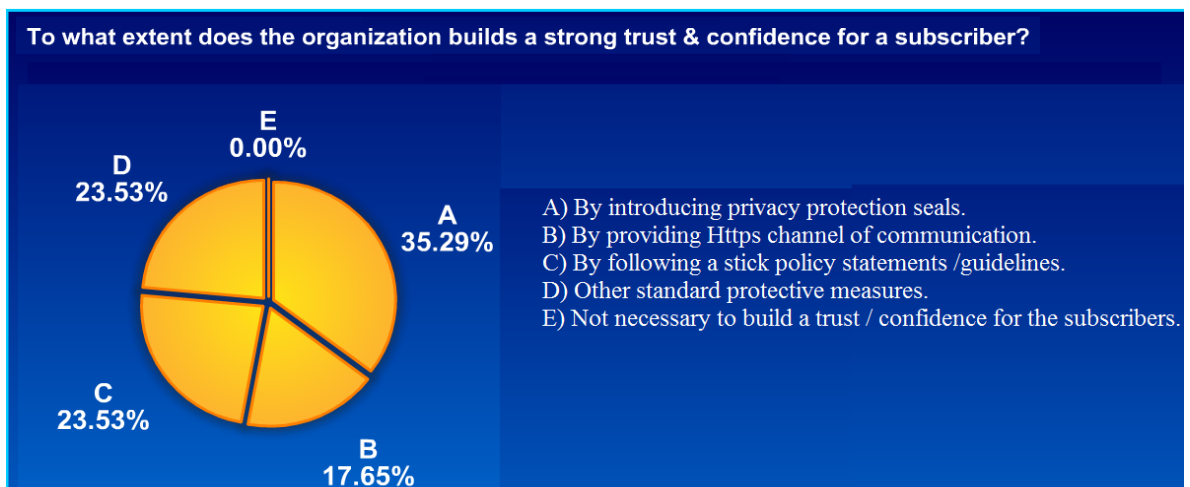 To what extent does the organization builds a strong trust & confidence for a subscriber?
E
0.00%
D
23.53%
A
35.29%
C
23.53%
B
17.65%
A) By introducing privacy protection seals.
B) By providing Https channel of communication.
C) By following a stick policy statements /guidelines.
D) Other standard protective measures.
E) Not necessary to build a trust / confidence for the subscribers.